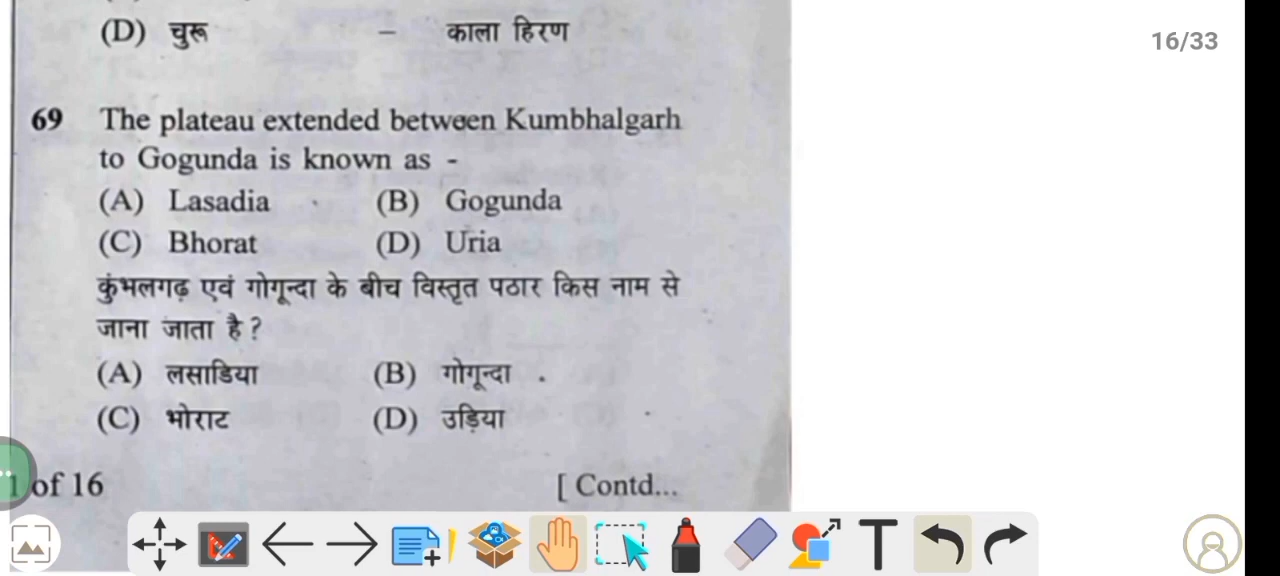 (D) चुरू – काला हिरण
16/33
69 The plateau extended between Kumbhalgarh
to Gogunda is known as -
(A) Lasadia (B) Gogunda
(C) Bhorat (D) Uria
कुंभलगढ़ एवं गोगून्दा के बीच विस्तृत पठार किस नाम से
जाना जाता है ?
(A) लसाडिया (B) गोगून्दा
(C) भोराट (D) उड़िया
1 of 16 [ Contd...
T